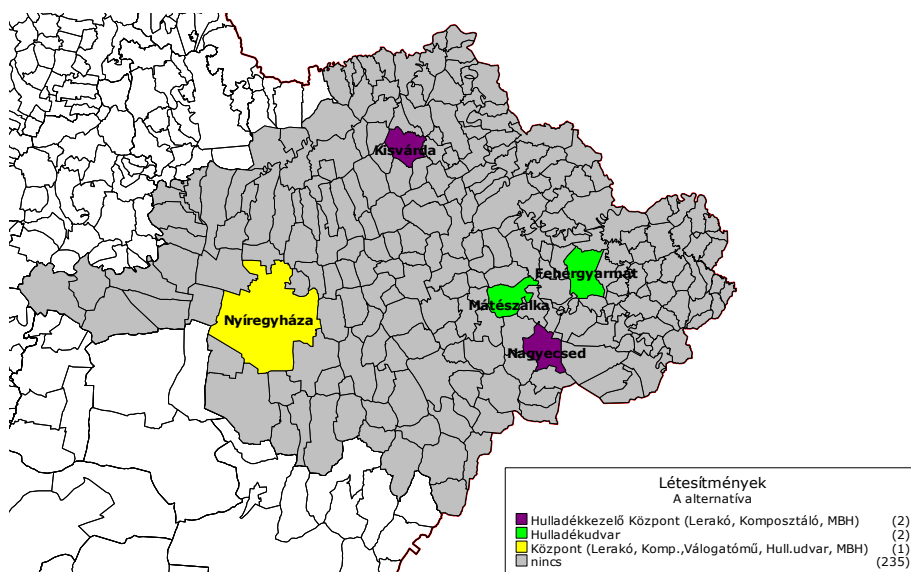 Kisvárda
Fehérgyarmat
Mátészalka
Nyíregyháza
Nagyecsed
Létesítmények
A alternatíva
Hulladékkezelő Központ (Lerakó, Komposztáló, MBH) (2)
Hulladékudvar (2)
Központ (Lerakó, Komp.,Válogatómű, Hull.udvar, MBH) (1)
nincs (235)